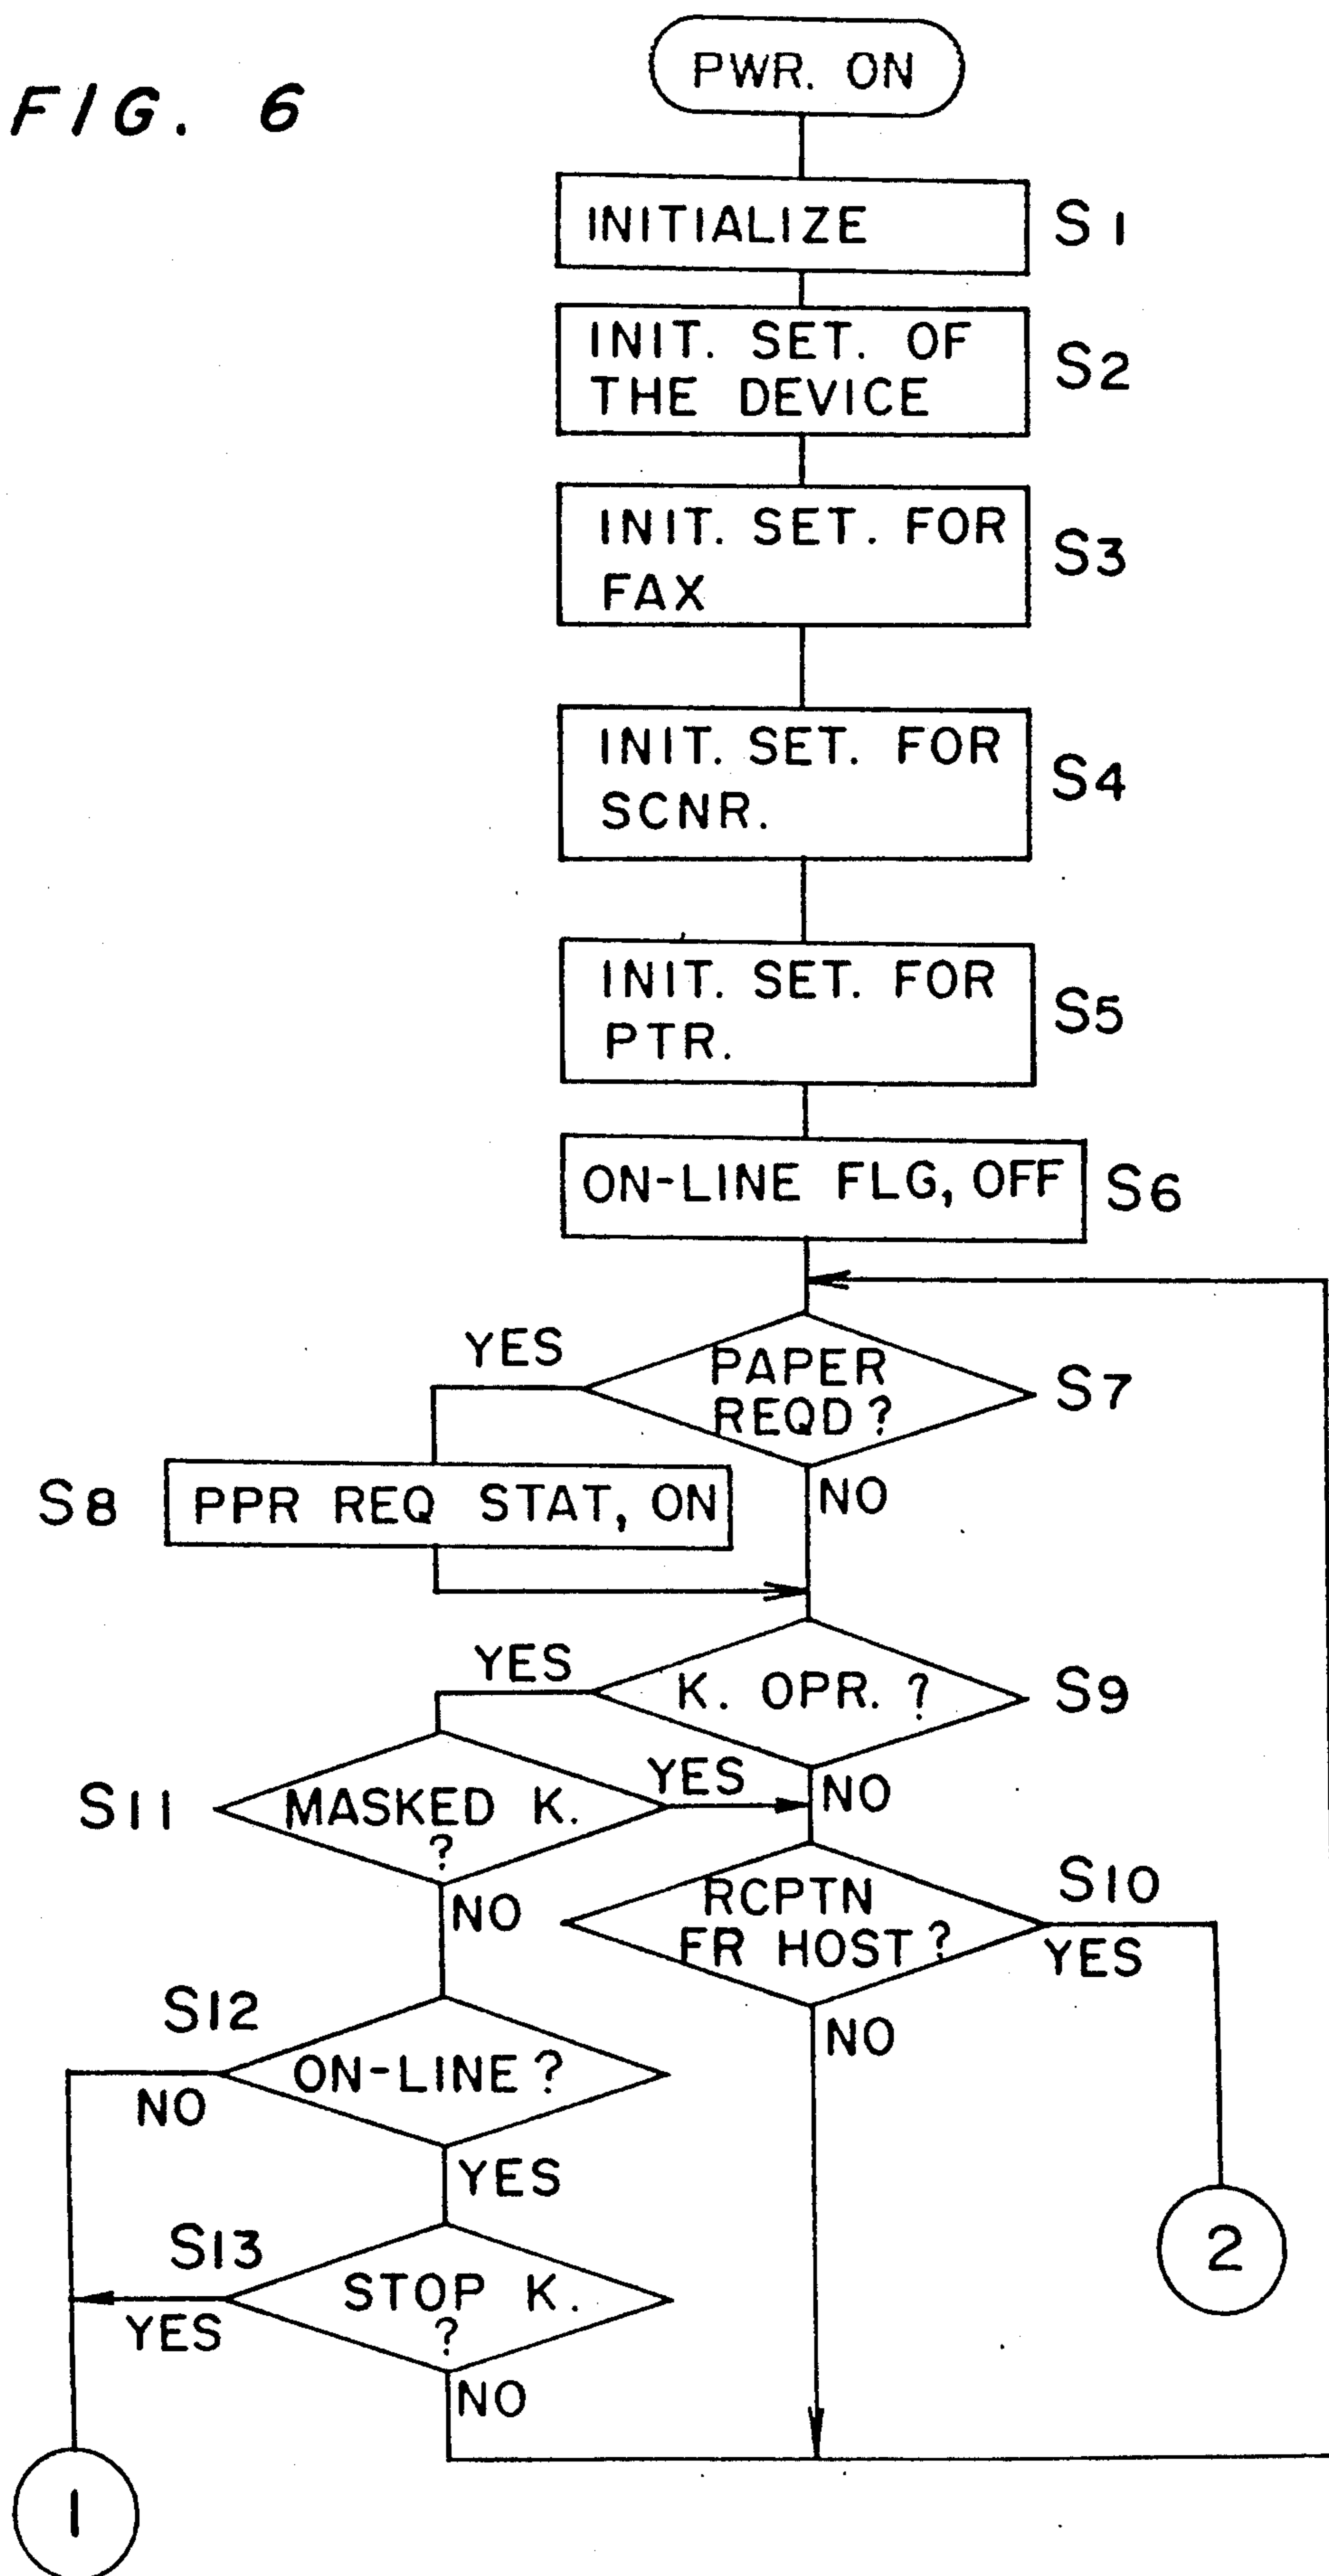 FIG. 6
PWR. ON
INITIALIZE
S1
INIT. SET. OF
THE DEVICE
S2
INIT. SET. FOR
FAX
S3
INIT. SET. FOR
SCNR.
S4
INIT. SET. FOR
PTR.
S5
ON-LINE FLG, OFF
S6
YES
PAPER
REQD?
S7
NO
S8
PPR REQ STAT, ON
YES
K. OPR. ?
S9
NO
S11
MASKED K.
?
YES
NO
RCPTN
FR HOST?
S10
YES
NO
S12
ON-LINE?
NO
YES
S13
STOP K.
?
YES
NO
2
1